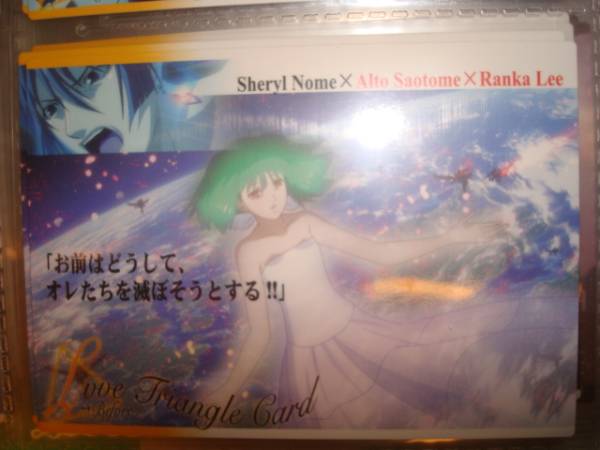 Sheryl Nome×Alto Saotome×Ranka Lee
「お前はどうして、
オレたちを滅ぼそうとする!!」
Love Triangle Card